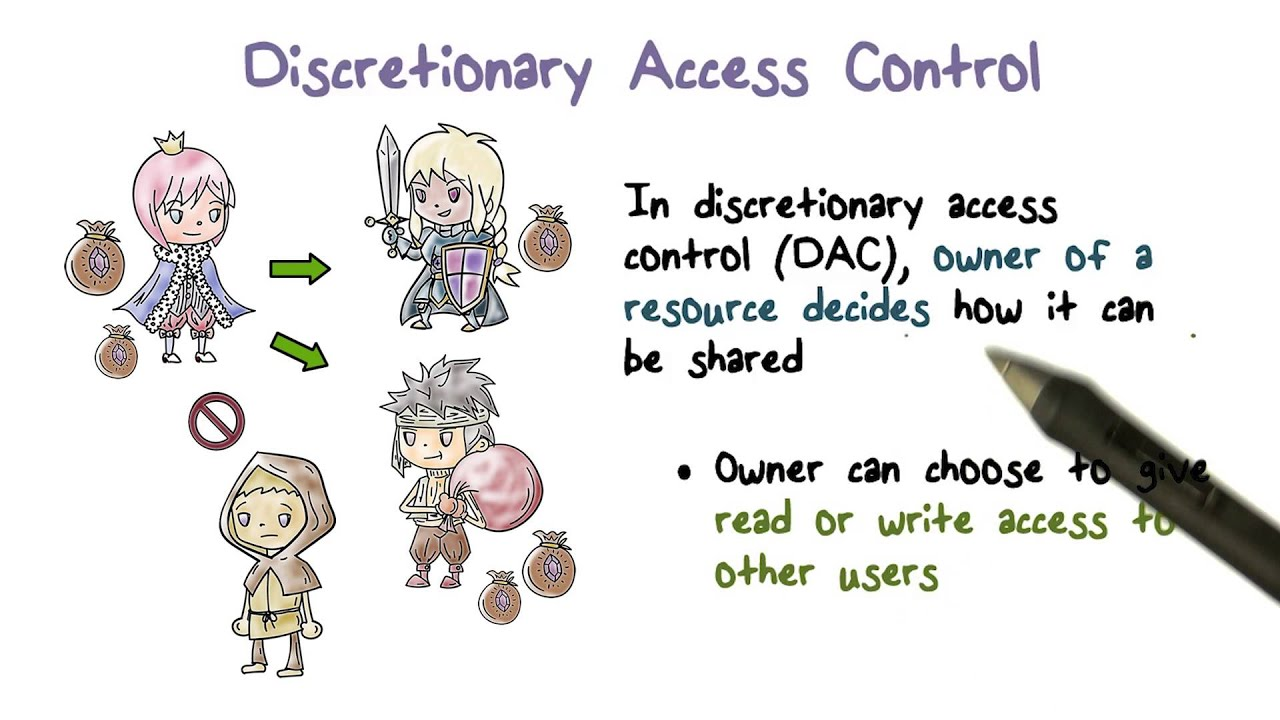 Discretionary Access Control
In discretionary access
control (DAC), owner of a
resource decides how it can
be shared
• Owner can choose to give
read or write access to
other users